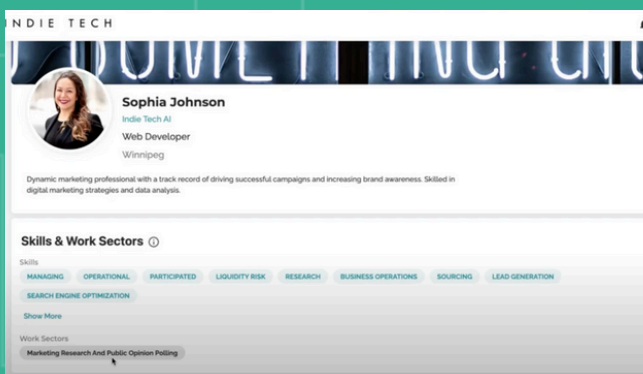 INDIE TECH
Sophia Johnson
Indie Tech AI
Web Developer
Winnipeg
Dynamic marketing professional with a track record of driving successful campaigns and increasing brand awareness. Skilled in
digital marketing strategies and data analysis.
Skills & Work Sectors
Skills
MANAGING OPERATIONAL PARTICIPATED LIQUIDITY RISK RESEARCH BUSINESS OPERATIONS SOURCING LEAD GENERATION
SEARCH ENGINE OPTIMIZATION
Show More
Work Sectors
Marketing Research And Public Opinion Polling